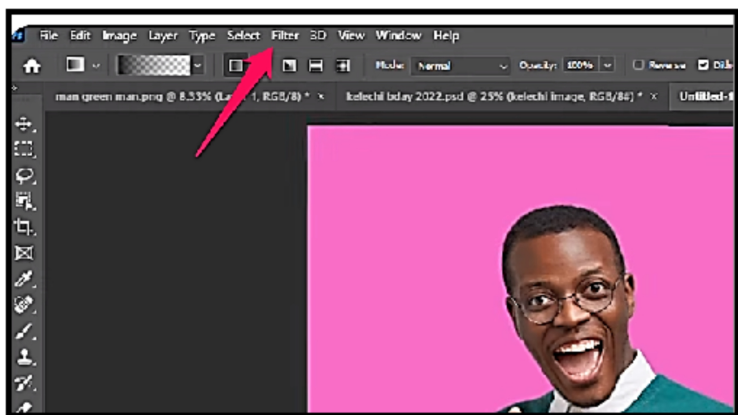 File Edit Image Layer Type Select Filter 3D View Window Help
Mode: Normal Opacity: 100% Reverse
man green man.png @ 8.33% (La 1, RGB/8) * × kelechi bday 2022.psd @ 25% (kelechi image, RGB/8#) * × Untitled-